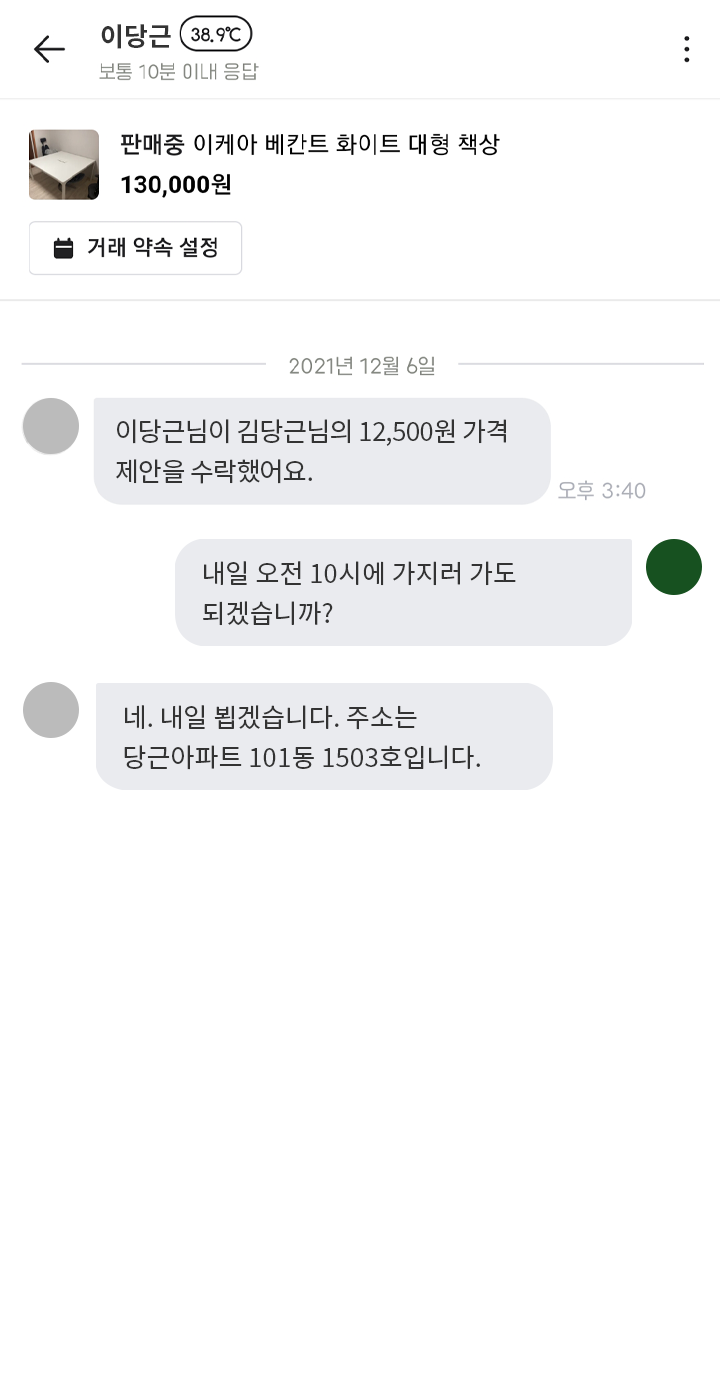 이당근 38.9℃
보통 10분 이내 응답
판매중 이케아 베칸트 화이트 대형 책상
130,000원
거래 약속 설정
2021년 12월 6일
이당근님이 김당근님의 12,500원 가격
제안을 수락했어요.
오후 3:40
내일 오전 10시에 가지러 가도
되겠습니까?
네. 내일 뵙겠습니다. 주소는
당근아파트 101동 1503호입니다.